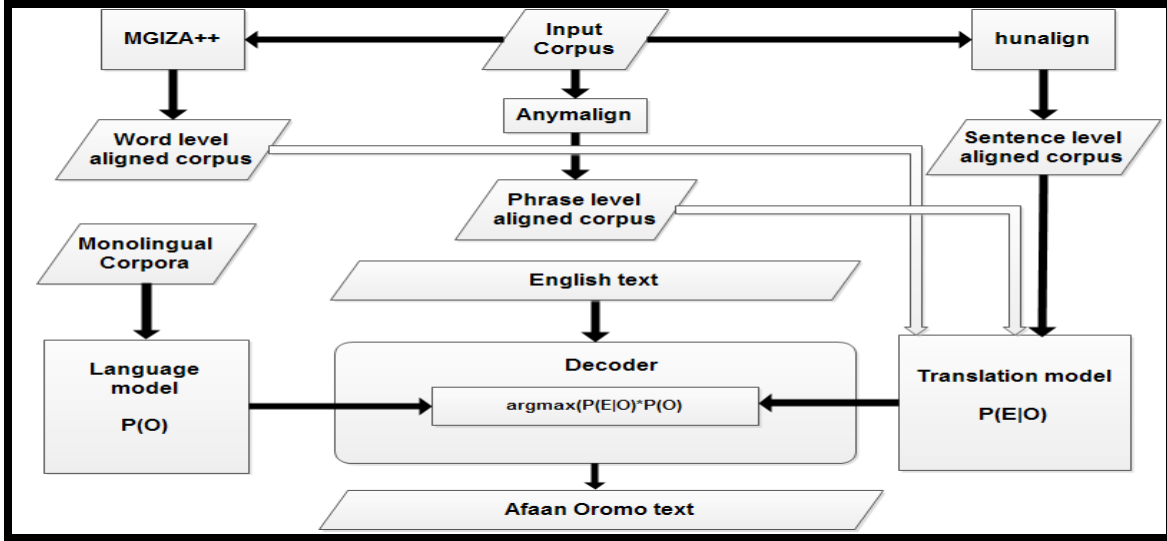 MGIZA++
Input
Corpus
hunalign
Anymalign
Word level
aligned corpus
Sentence level
aligned corpus
Phrase level
aligned corpus
Monolingual
Corpora
English text
Language
model
P(O)
Decoder
argmax(P(E|O)*P(O)
Translation model
P(E|O)
Afaan Oromo text